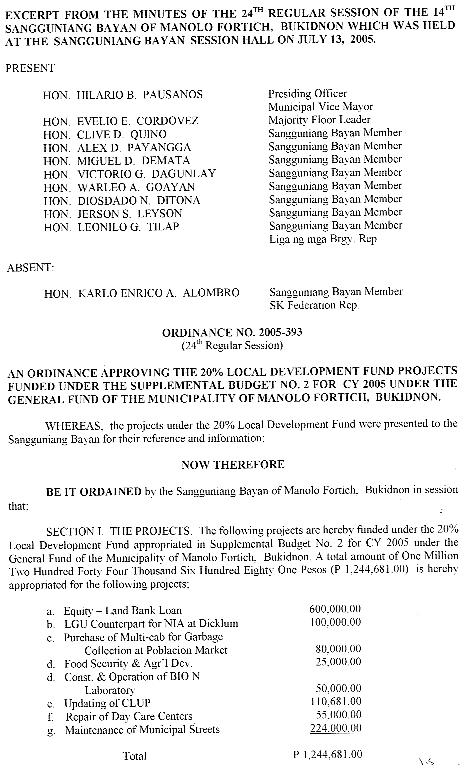 EXCERPT FROM THE MINUTES OF THE 24TH REGULAR SESSION OF THE 14TH
SANGGUNIANG BAYAN OF MANOLO FORTICH, BUKIDNON WHICH WAS HELD
AT THE SANGGUNIANG BAYAN SESSION HALL ON JULY 13, 2005.
PRESENT
HON. HILARIO B. PAUSANOS Presiding Officer
Municipal Vice Mayor
HON. EVELIO E. CORDOVEZ Majority Floor Leader
HON. CLIVE D. QUINO Sangguniang Bayan Member
HON. ALEX D. PAYANGGA Sangguniang Bayan Member
HON. MIGUEL D. DEMATA Sangguniang Bayan Member
HON. VICTORIO G. DAGUNLAY Sangguniang Bayan Member
HON. WARLEO A. GOAYAN Sangguniang Bayan Member
HON. DIOSDADO N. DITONA Sangguniang Bayan Member
HON. JERSON S. LEYSON Sangguniang Bayan Member
HON. LEONILO G. TILAP Sangguniang Bayan Member
Liga ng mga Brgy. Rep
ABSENT:
HON. KARLO ENRICO A. ALOMBRO Sangguniang Bayan Member
SK Federation Rep.
ORDINANCE NO. 2005-393
(24th Regular Session)
AN ORDINANCE APPROVING THE 20% LOCAL DEVELOPMENT FUND PROJECTS
FUNDED UNDER THE SUPPLEMENTAL BUDGET NO. 2 FOR CY 2005 UNDER THE
GENERAL FUND OF THE MUNICIPALITY OF MANOLO FORTICH, BUKIDNON.
WHEREAS, the projects under the 20% Local Development Fund were presented to the
Sangguniang Bayan for their reference and information;
NOW THEREFORE
BE IT ORDAINED by the Sangguniang Bayan of Manolo Fortich, Bukidnon in session
that:
SECTION I. THE PROJECTS. The following projects are hereby funded under the 20%
Local Development Fund appropriated in Supplemental Budget No. 2 for CY 2005 under the
General Fund of the Municipality of Manolo Fortich, Bukidnon. A total amount of One Million
Two Hundred Forty Four Thousand Six Hundred Eighty One Pesos (P 1,244,681.00) is hereby
appropriated for the following projects;
a. Equity – Land Bank Loan 600,000.00
b. LGU Counterpart for NIA at Dicklum 100,000.00
c. Purchase of Multi-cab for Garbage
Collection at Poblacion Market 80,000.00
d. Food Security & Agr'l Dev. 25,000.00
d. Const. & Operation of BIO N
Laboratory 50,000.00
e. Updating of CLUP 110,681.00
f. Repair of Day Care Centers 55,000.00
g. Maintenance of Municipal Streets 224,000.00
Total P 1,244,681.00